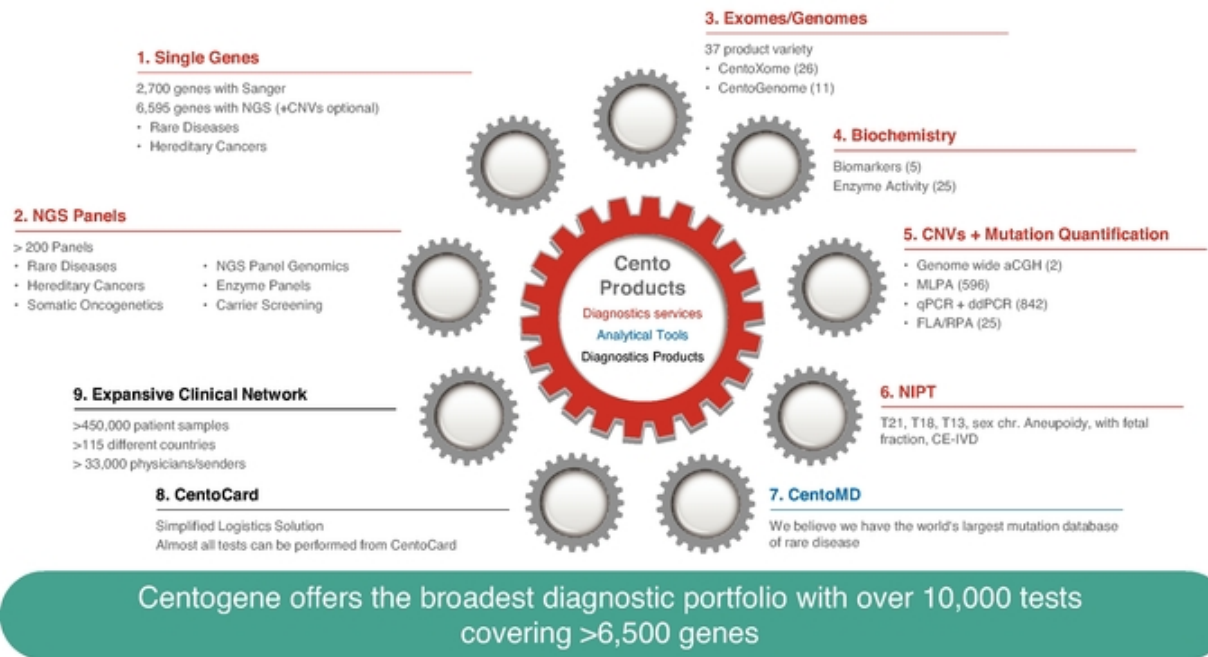 1. Single Genes
2,700 genes with Sanger
6,595 genes with NGS (+CNVs optional)
• Rare Diseases
• Hereditary Cancers
2. NGS Panels
> 200 Panels
• Rare Diseases
• Hereditary Cancers
• Somatic Oncogenetics
• NGS Panel Genomics
• Enzyme Panels
• Carrier Screening
3. Exomes/Genomes
37 product variety
• CentoXome (26)
• CentoGenome (11)
4. Biochemistry
Biomarkers (5)
Enzyme Activity (25)
5. CNVs + Mutation Quantification
• Genome wide aCGH (2)
• MLPA (596)
• qPCR + ddPCR (842)
• FLA/RPA (25)
6. NIPT
T21, T18, T13, sex chr. Aneupoidy, with fetal
fraction, CE-IVD
7. CentoMD
We believe we have the world's largest mutation database
of rare disease
8. CentoCard
Simplified Logistics Solution
Almost all tests can be performed from CentoCard
9. Expansive Clinical Network
>450,000 patient samples
>115 different countries
> 33,000 physicians/senders
Cento
Products
Diagnostics services
Analytical Tools
Diagnostics Products
Centogene offers the broadest diagnostic portfolio with over 10,000 tests
covering >6,500 genes